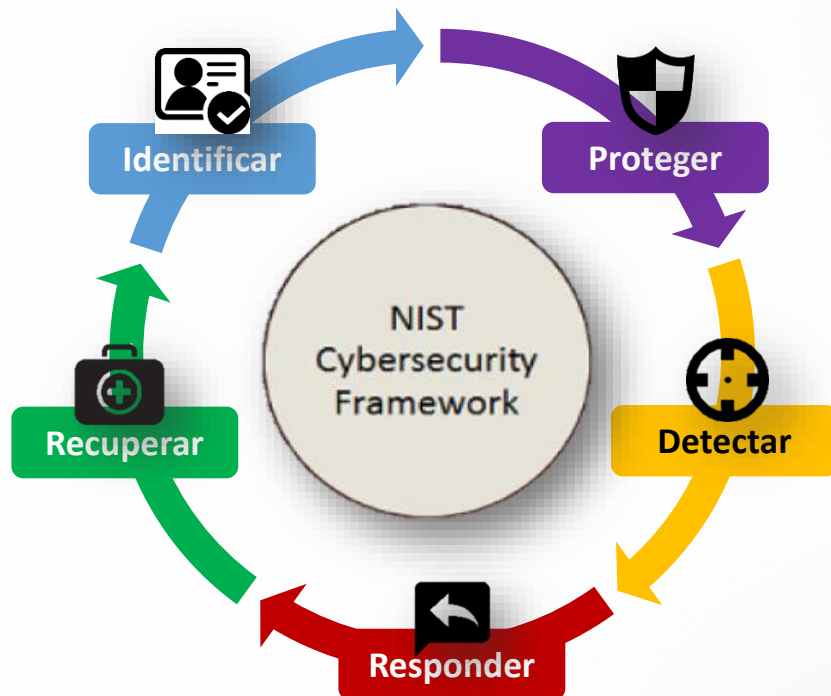 Identificar
Proteger
NIST
Cybersecurity
Framework
Recuperar
Detectar
Responder